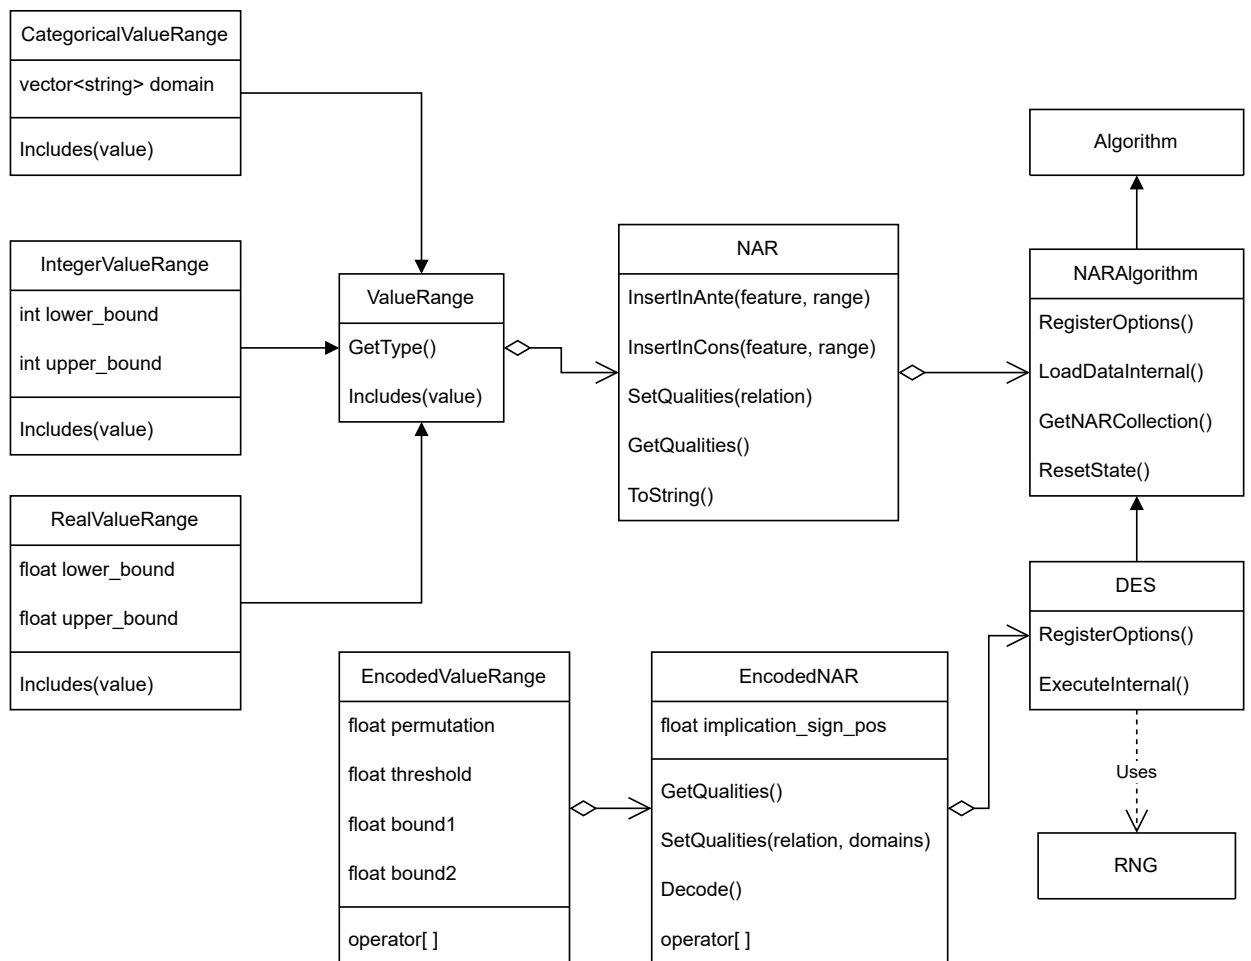 CategoricalValueRange
vector<string> domain
Includes(value)
IntegerValueRange
int lower_bound
int upper_bound
Includes(value)
RealValueRange
float lower_bound
float upper_bound
Includes(value)
ValueRange
GetType()
Includes(value)
NAR
InsertInAnte(feature, range)
InsertInCons(feature, range)
SetQualities(relation)
GetQualities()
ToString()
Algorithm
NARAlgorithm
RegisterOptions()
LoadDataInternal()
GetNARCollection()
ResetState()
DES
RegisterOptions()
ExecuteInternal()
Uses
RNG
EncodedValueRange
float permutation
float threshold
float bound1
float bound2
operator[ ]
EncodedNAR
float implication_sign_pos
GetQualities()
SetQualities(relation, domains)
Decode()
operator[ ]